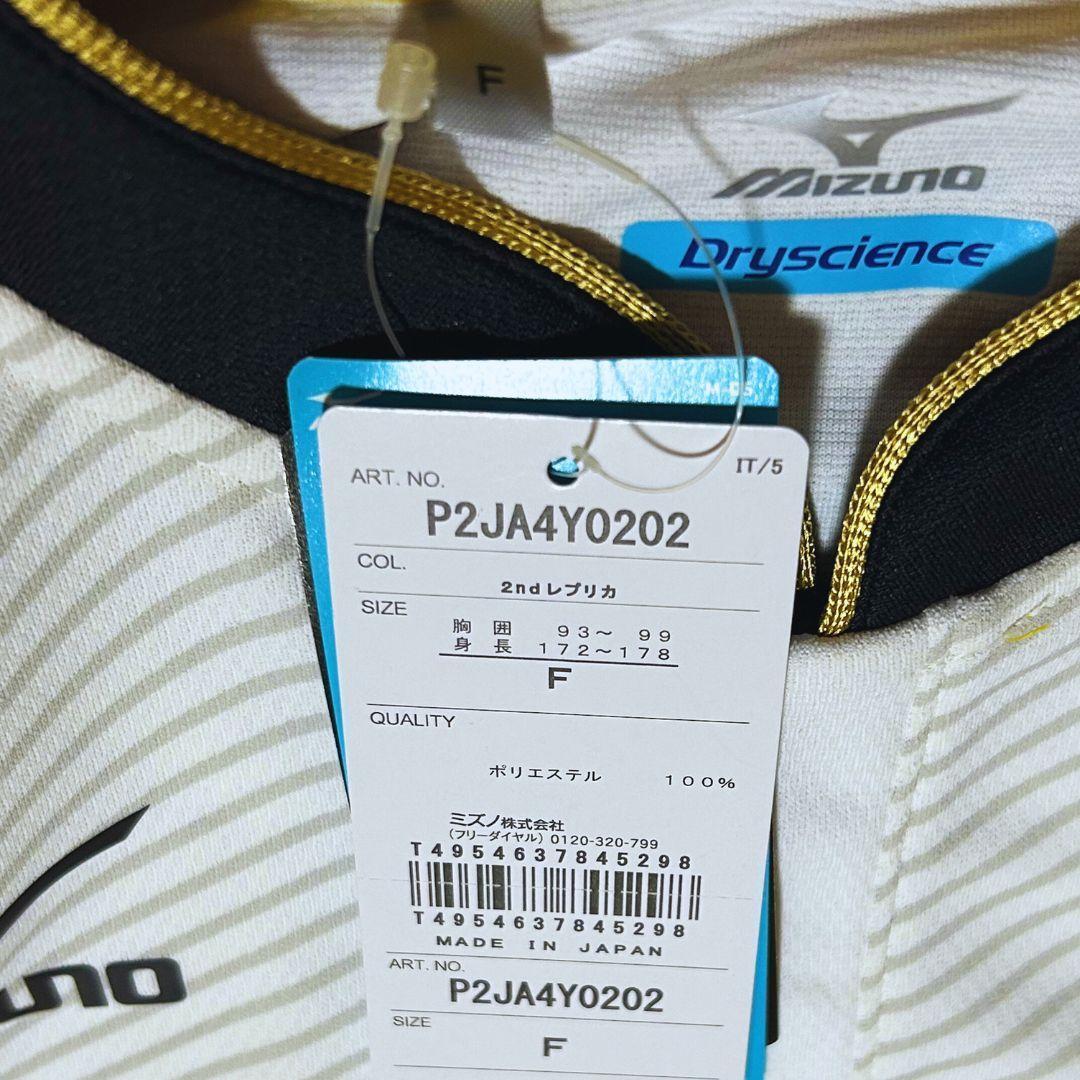 F
MIZUNO
Dryscience
IT/5
ART. NO.
P2JA4Y0202
COL.
2ndレプリカ
SIZE
胸 囲 93～ 99
身 長 172～178
F
QUALITY
ポリエステル 100%
ミズノ株式会社
(フリーダイヤル) 0120-320-799
T4954637845298
T4954637845298
MADE IN JAPAN
ART. NO.
P2JA4Y0202
SIZE
F